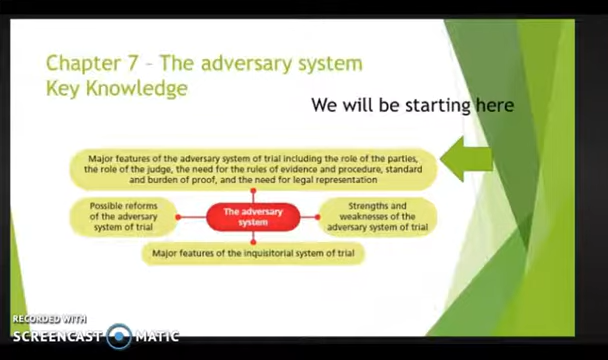 Chapter 7 – The adversary system
Key Knowledge
We will be starting here
Major features of the adversary system of trial including the role of the parties,
the role of the judge, the need for the rules of evidence and procedure, standard
and burden of proof, and the need for legal representation
Possible reforms
of the adversary
system of trial
The adversary
system
Strengths and
weaknesses of the
adversary system of trial
Major features of the inquisitorial system of trial
RECORDED WITH
SCREENCAST MATIC